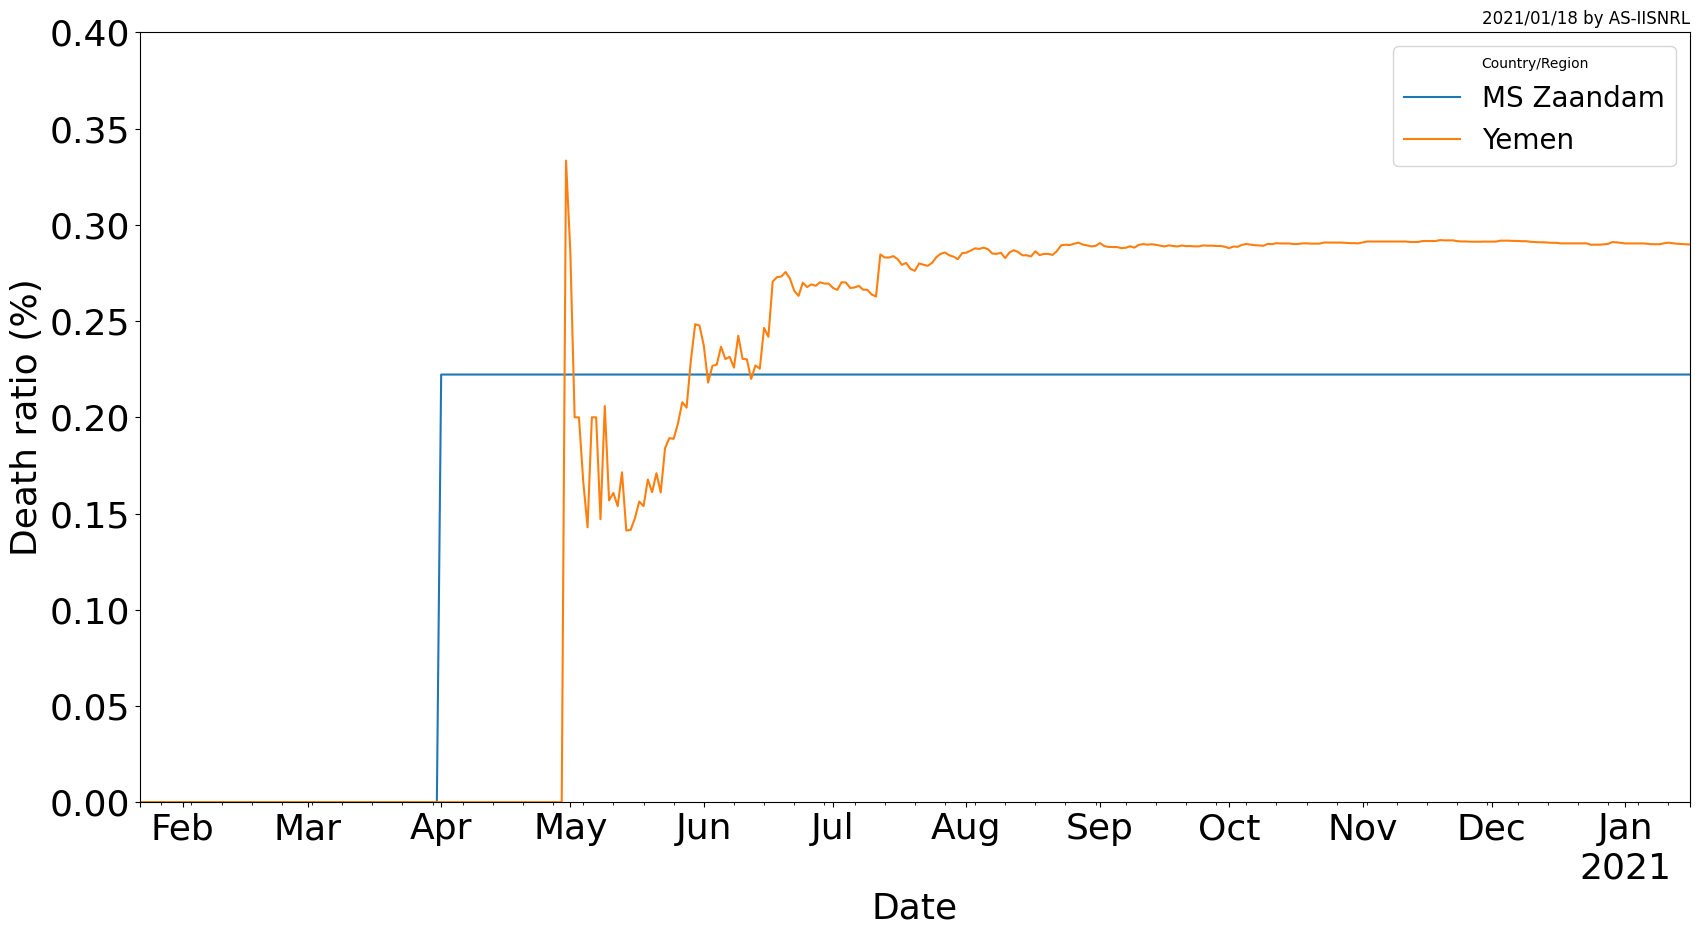 2021/01/18 by AS-IISNRL
Country/Region
MS Zaandam
Yemen
Death ratio (%)
0.40
0.35
0.30
0.25
0.20
0.15
0.10
0.05
0.00
Feb Mar Apr May Jun Jul Aug Sep Oct Nov Dec Jan
2021
Date